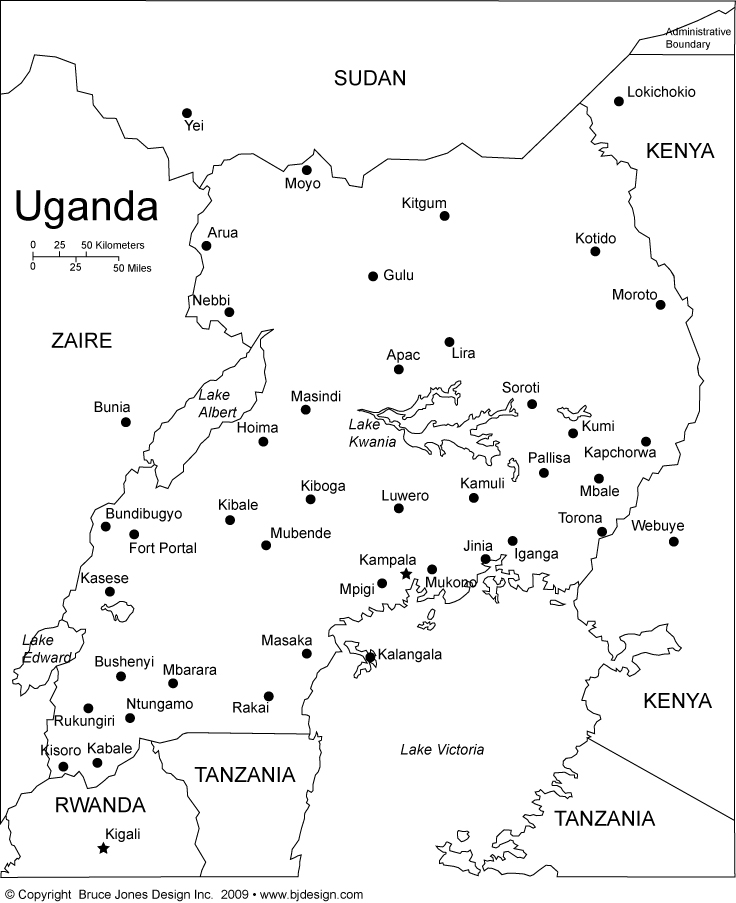 Administrative
Boundary
SUDAN
Lokichokio
Yei
KENYA
Moyo
Uganda
Kitgum
Arua
Kotido
0 25 50 Kilometers
0 25 50 Miles
Gulu
Moroto
Nebbi
ZAIRE
Lira
Apac
Soroti
Lake
Albert
Masindi
Bunia
Hoima
Lake
Kwania
Kumi
Kapchorwa
Pallisa
Kamuli
Mbale
Kiboga
Luwero
Kibale
Bundibugyo
Torona
Webuye
Mubende
Fort Portal
Jinia
Iganga
Kampala
Kasese
Mpigi
Mukono
Lake
Edward
Masaka
Kalangala
Bushenyi
Mbarara
Ntungamo
Rakai
Rukungiri
KENYA
Kisoro
Kabale
Lake Victoria
TANZANIA
RWANDA
TANZANIA
Kigali
© Copyright Bruce Jones Design Inc. 2009 • www.bjdesign.com